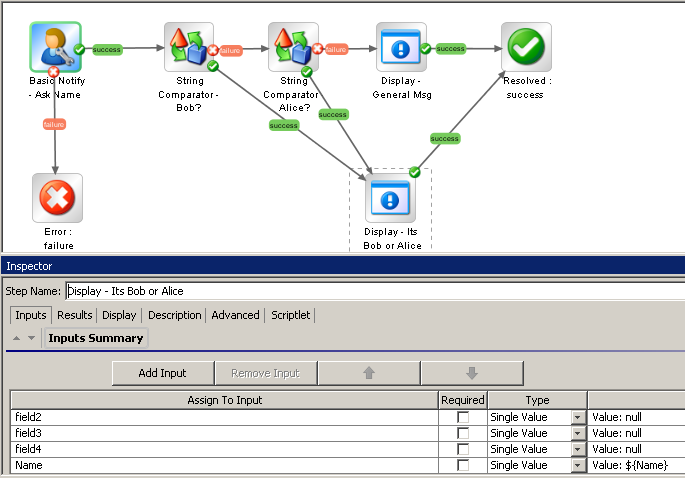 success
failure
failure
success
Basic Notify
- Ask Name
String
Comparator -
Bob?
String
Comparator
Alice?
Display -
General Msg
Resolved :
success
failure
success
success
success
Error :
failure
Display - Its
Bob or Alice
Inspector
Step Name: Display - Its Bob or Alice
Inputs Results Display Description Advanced Scriptlet
Inputs Summary
Add Input Remove Input
Assign To Input Required Type
field2 Single Value Value: null
field3 Single Value Value: null
field4 Single Value Value: null
Name Single Value Value: ${Name}